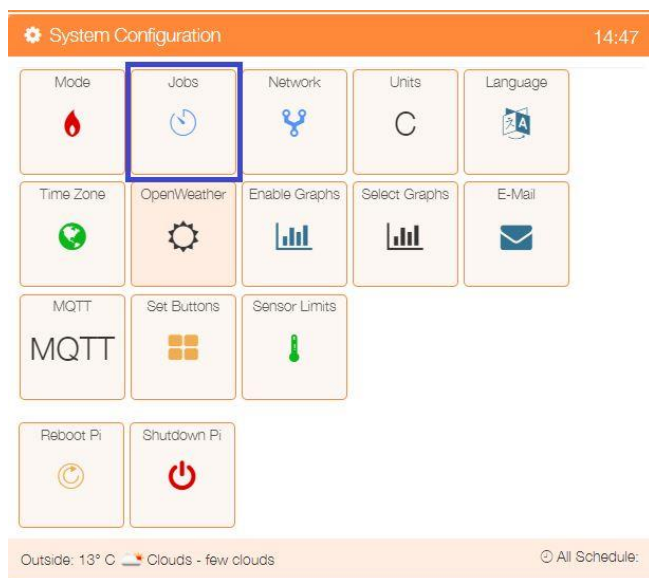 System Configuration 14:47
Mode Jobs Network Units Language
C
Time Zone OpenWeather Enable Graphs Select Graphs E-Mail
MQTT Set Buttons Sensor Limits
MQTT
Reboot Pi Shutdown Pi
Outside: 13° C Clouds - few clouds All Schedule: